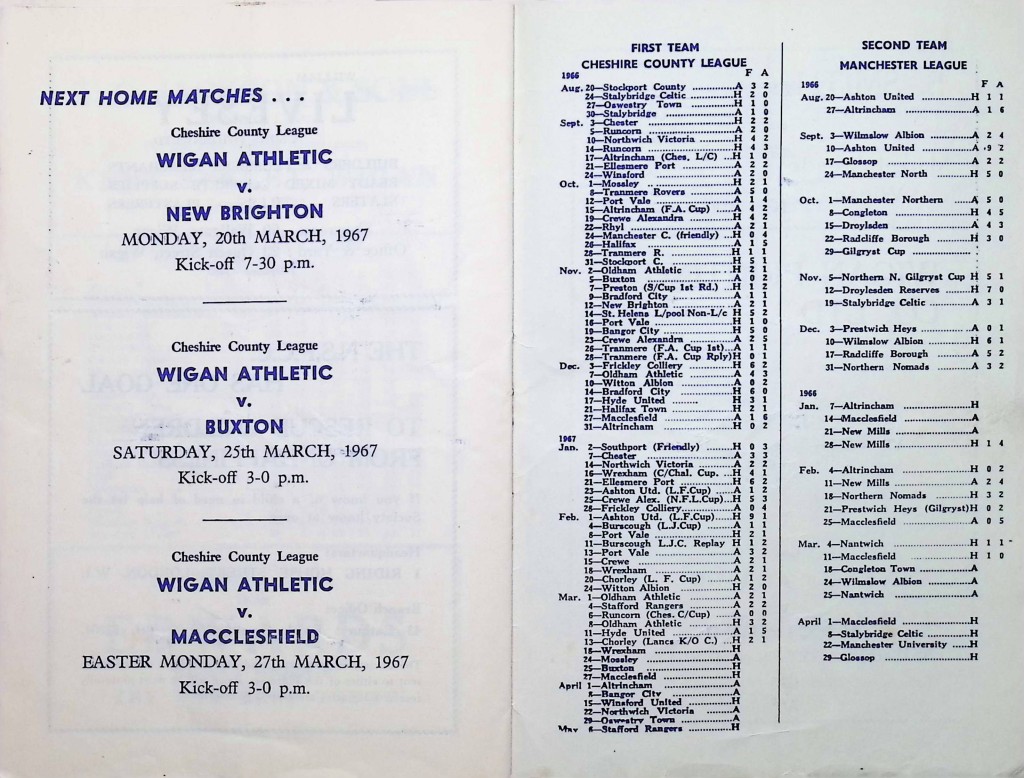 NEXT HOME MATCHES . . .
Cheshire County League
WIGAN ATHLETIC
v.
NEW BRIGHTON
MONDAY, 20th MARCH, 1967
Kick-off 7-30 p.m.
Cheshire County League
WIGAN ATHLETIC
v.
BUXTON
SATURDAY, 25th MARCH, 1967
Kick-off 3-0 p.m.
Cheshire County League
WIGAN ATHLETIC
v.
MACCLESFIELD
EASTER MONDAY, 27th MARCH, 1967
Kick-off 3-0 p.m.
FIRST TEAM
CHESHIRE COUNTY LEAGUE
1966 F A
Aug. 20—Stockport County ......A 3 2
24—Stalybridge Celtic ......H 2 0
27—Oswestry Town ......H 1 0
30—Stalybridge ......A 1 0
Sept. 3—Chester ......H 2 2
5—Runcorn ......A 2 0
10—Northwich Victoria ......H 4 2
14—Runcorn ......H 4 3
17—Altrincham (Ches. L/C) ...H 1 0
21—Ellesmere Port ......A 2 2
24—Winsford ......A 2 0
Oct. 1—Mossley ......H 2 1
8—Tranmere Rovers ......A 5 0
12—Port Vale ......A 1 4
15—Altrincham (F.A. Cup) ...A 4 2
19—Crewe Alexandra ......H 4 2
22—Rhyl ......A 2 1
24—Manchester C. (friendly) ...H 0 4
26—Halifax ......A 1 5
28—Tranmere R. ......H 1 1
31—Stockport C. ......H 5 1
Nov. 2—Oldham Athletic ......H 2 1
5—Buxton ......A 0 2
7—Preston (S/Cup 1st Rd.) ...H 1 2
9—Bradford City ......A 1 1
12—New Brighton ......A 2 1
14—St. Helens L/pool Non-L/c H 5 2
16—Port Vale ......H 1 0
19—Bangor City ......H 5 0
23—Crewe Alexandra ......A 2 5
26—Tranmere (F.A. Cup 1st)...A 1 1
28—Tranmere (F.A. Cup Rply)H 0 1
Dec. 3—Frickley Colliery ......H 6 2
7—Oldham Athletic ......A 4 3
10—Witton Albion ......A 0 2
14—Bradford City ......H 6 0
17—Hyde United ......H 3 1
21—Halifax Town ......H 2 1
27—Macclesfield ......A 1 6
31—Altrincham ......H 0 2
1967
Jan. 2—Southport (Friendly) ......H 0 3
7—Chester ......A 3 3
14—Northwich Victoria ......A 2 2
16—Wrexham (C/Chal. Cup. ...H 4 1
21—Ellesmere Port ......H 6 2
23—Ashton Utd. (L.F.Cup) ......A 1 2
25—Crewe Alex. (N.F.L.Cup)...H 5 3
28—Frickley Colliery......A 0 4
Feb. 1—Ashton Utd. (L.F.Cup)......H 9 1
4—Burscough (L.J.Cup) ......A 1 1
8—Port Vale ......H 2 1
11—Burscough L.J.C. Replay H 1 2
13—Port Vale ......A 3 2
15—Crewe ......A 2 1
18—Wrexham ......A 2 1
20—Chorley (L. F. Cup) ......A 1 2
24—Witton Albion ......H 2 0
Mar. 1—Oldham Athletic ......A 2 1
4—Stafford Rangers ......A 2 2
6—Runcorn (Ches. C/Cup) ...A 0 0
8—Oldham Athletic ......H 3 2
11—Hyde United ......A 1 5
13—Chorley (Lancs K/O C.) ...H 2 1
18—Wrexham ......H
24—Mossley ......A
25—Buxton ......H
27—Macclesfield ......H
April 1—Altrincham ......A
8—Bangor City ......A
15—Winsford United ......H
22—Northwich Victoria ......A
29—Oswestry Town ......A
May 6—Stafford Rangers ......H
SECOND TEAM
MANCHESTER LEAGUE
1966 F A
Aug. 20—Ashton United ......H 1 1
27—Altrincham ......A 1 6
Sept. 3—Wilmslow Albion ......A 2 4
10—Ashton United ......A 9 2
17—Glossop ......A 2 2
24—Manchester North ......H 5 0
Oct. 1—Manchester Northern ......A 5 0
8—Congleton ......H 4 5
15—Droylsden ......A 4 3
22—Radcliffe Borough ......H 3 0
29—Gilgryst Cup ......
Nov. 5—Northern N. Gilgryst Cup H 5 1
12—Droylesden Reserves ......H 7 0
19—Stalybridge Celtic ......A 3 1
Dec. 3—Prestwich Heys ......A 0 1
10—Wilmslow Albion ......H 6 1
17—Radcliffe Borough ......A 5 2
31—Northern Nomads ......A 3 2
1966
Jan. 7—Altrincham ......H
14—Macclesfield ......A
21—New Mills ......A
28—New Mills ......H 1 4
Feb. 4—Altrincham ......H 0 2
11—New Mills ......A 2 4
18—Northern Nomads ......H 3 2
21—Prestwich Heys (Gilgryst)H 0 2
25—Macclesfield ......A 0 5
Mar. 4—Nantwich ......H 1 1
11—Macclesfield ......H 1 0
18—Congleton Town ......A
24—Wilmslow Albion ......A
25—Nantwich ......A
April 1—Macclesfield ......H
8—Stalybridge Celtic ......H
22—Manchester University ......H
29—Glossop ......H